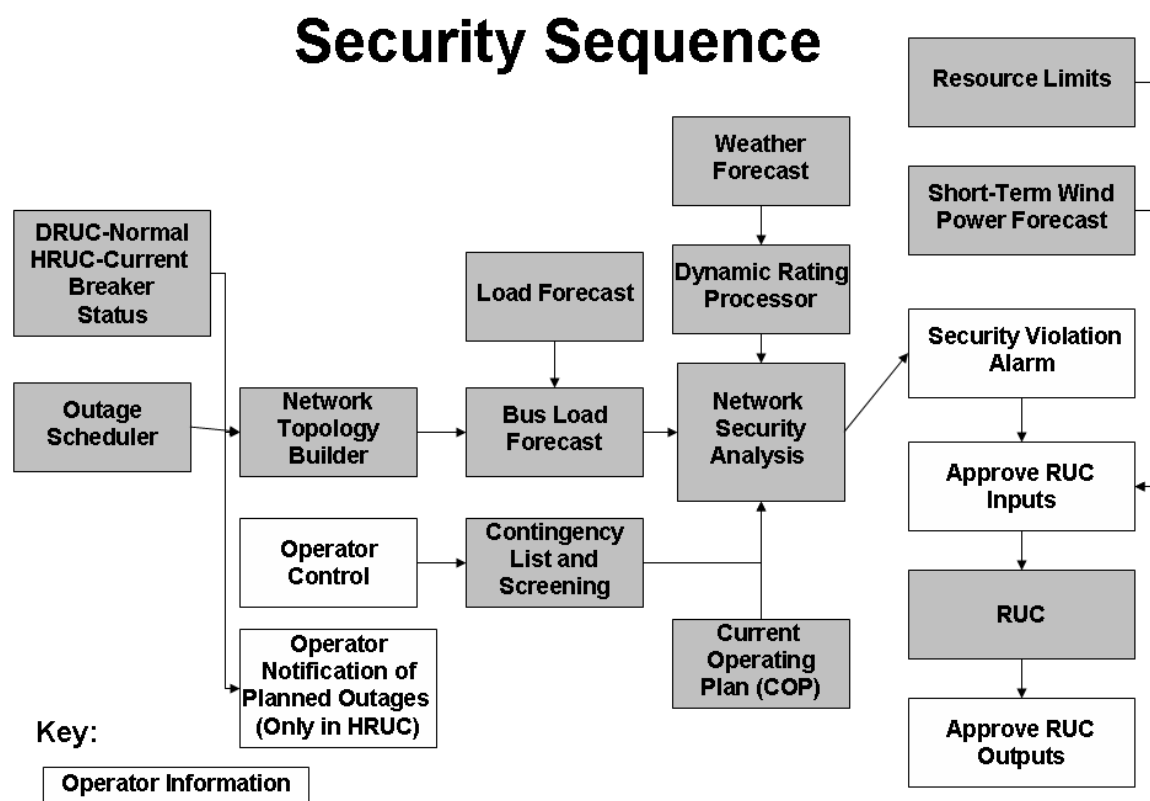 Security Sequence
Resource Limits
Weather
Forecast
Short-Term Wind
Power Forecast
DRUC-Normal
HRUC-Current
Breaker
Status
Load Forecast
Dynamic Rating
Processor
Security Violation
Alarm
Outage
Scheduler
Network
Topology
Builder
Bus Load
Forecast
Network
Security
Analysis
Approve RUC
Inputs
Operator
Control
Contingency
List and
Screening
RUC
Operator
Notification of
Planned Outages
(Only in HRUC)
Current
Operating
Plan (COP)
Approve RUC
Outputs
Key:
Operator Information